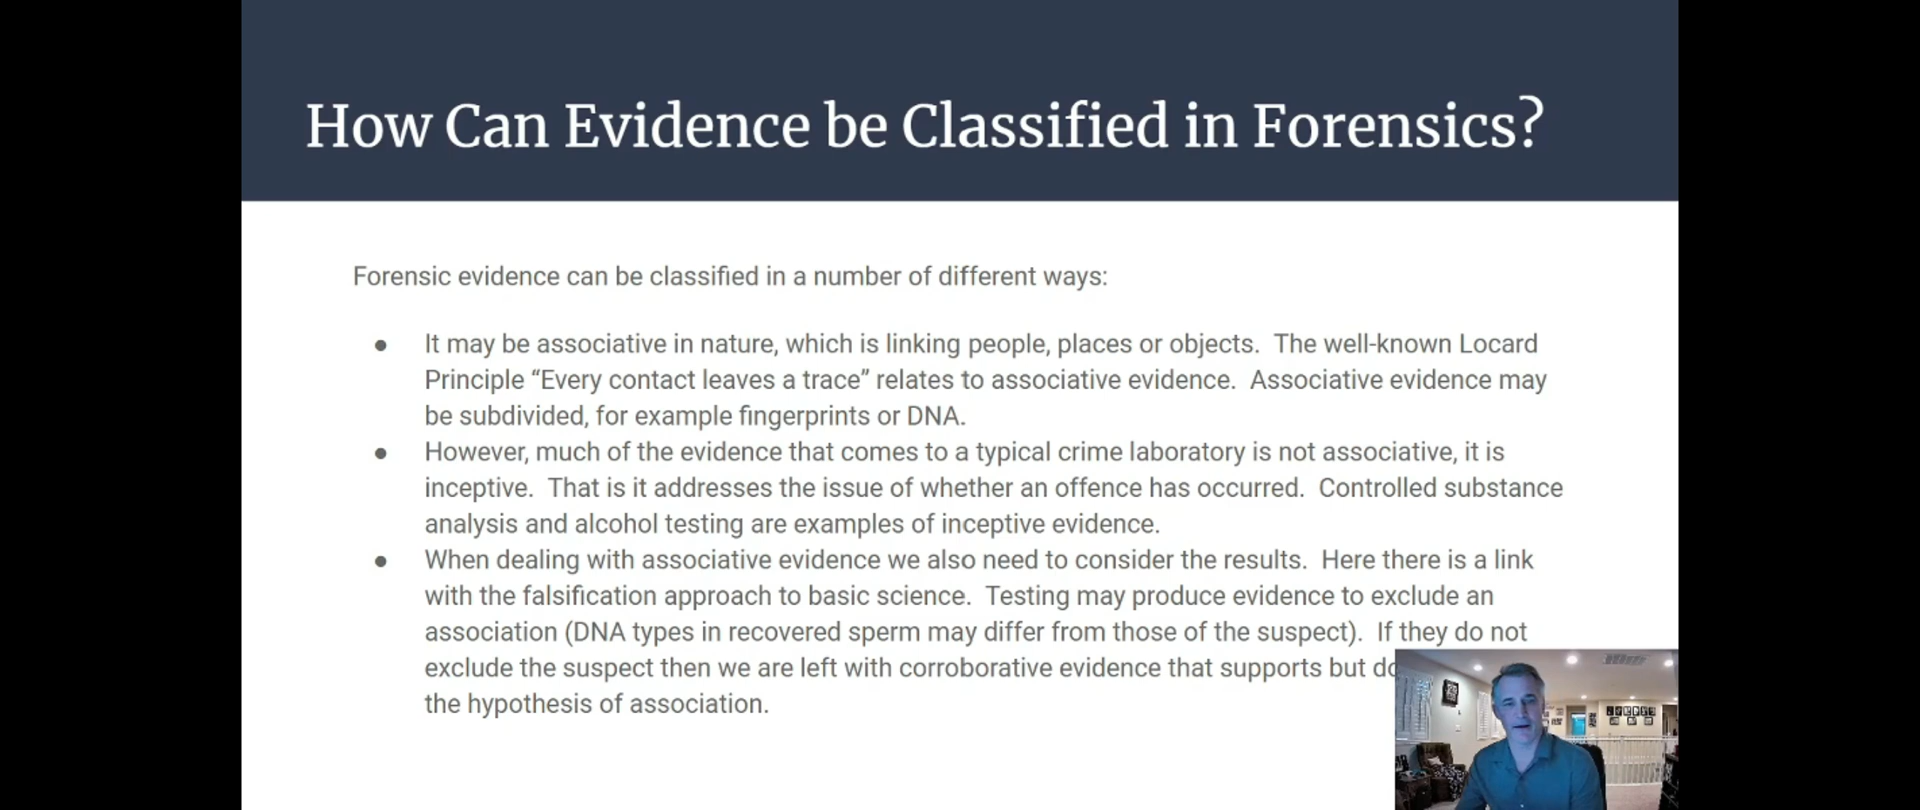 How Can Evidence be Classified in Forensics?
Forensic evidence can be classified in a number of different ways:
● It may be associative in nature, which is linking people, places or objects.  The well-known Locard
Principle “Every contact leaves a trace” relates to associative evidence.  Associative evidence may
be subdivided, for example fingerprints or DNA.
● However, much of the evidence that comes to a typical crime laboratory is not associative, it is
inceptive.  That is it addresses the issue of whether an offence has occurred.  Controlled substance
analysis and alcohol testing are examples of inceptive evidence.
● When dealing with associative evidence we also need to consider the results.  Here there is a link
with the falsification approach to basic science.  Testing may produce evidence to exclude an
association (DNA types in recovered sperm may differ from those of the suspect).  If they do not
exclude the suspect then we are left with corroborative evidence that supports but
the hypothesis of association.